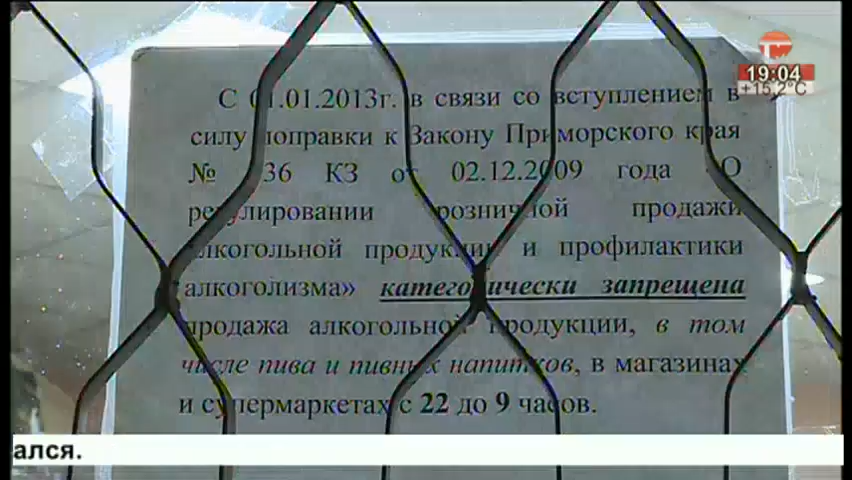 С 01.01.2013г. в связи со вступлением в
силу поправки к Закону Приморского края
№ 36 КЗ от 02.12.2009 года «О
регулировании розничной продажи
алкогольной продукции и профилактики
алкоголизма» категорически запрещена
продажа алкогольной продукции, в том
числе пива и пивных напитков, в магазинах
и супермаркетах с 22 до 9 часов.
19:04
+15,2°C
ался.